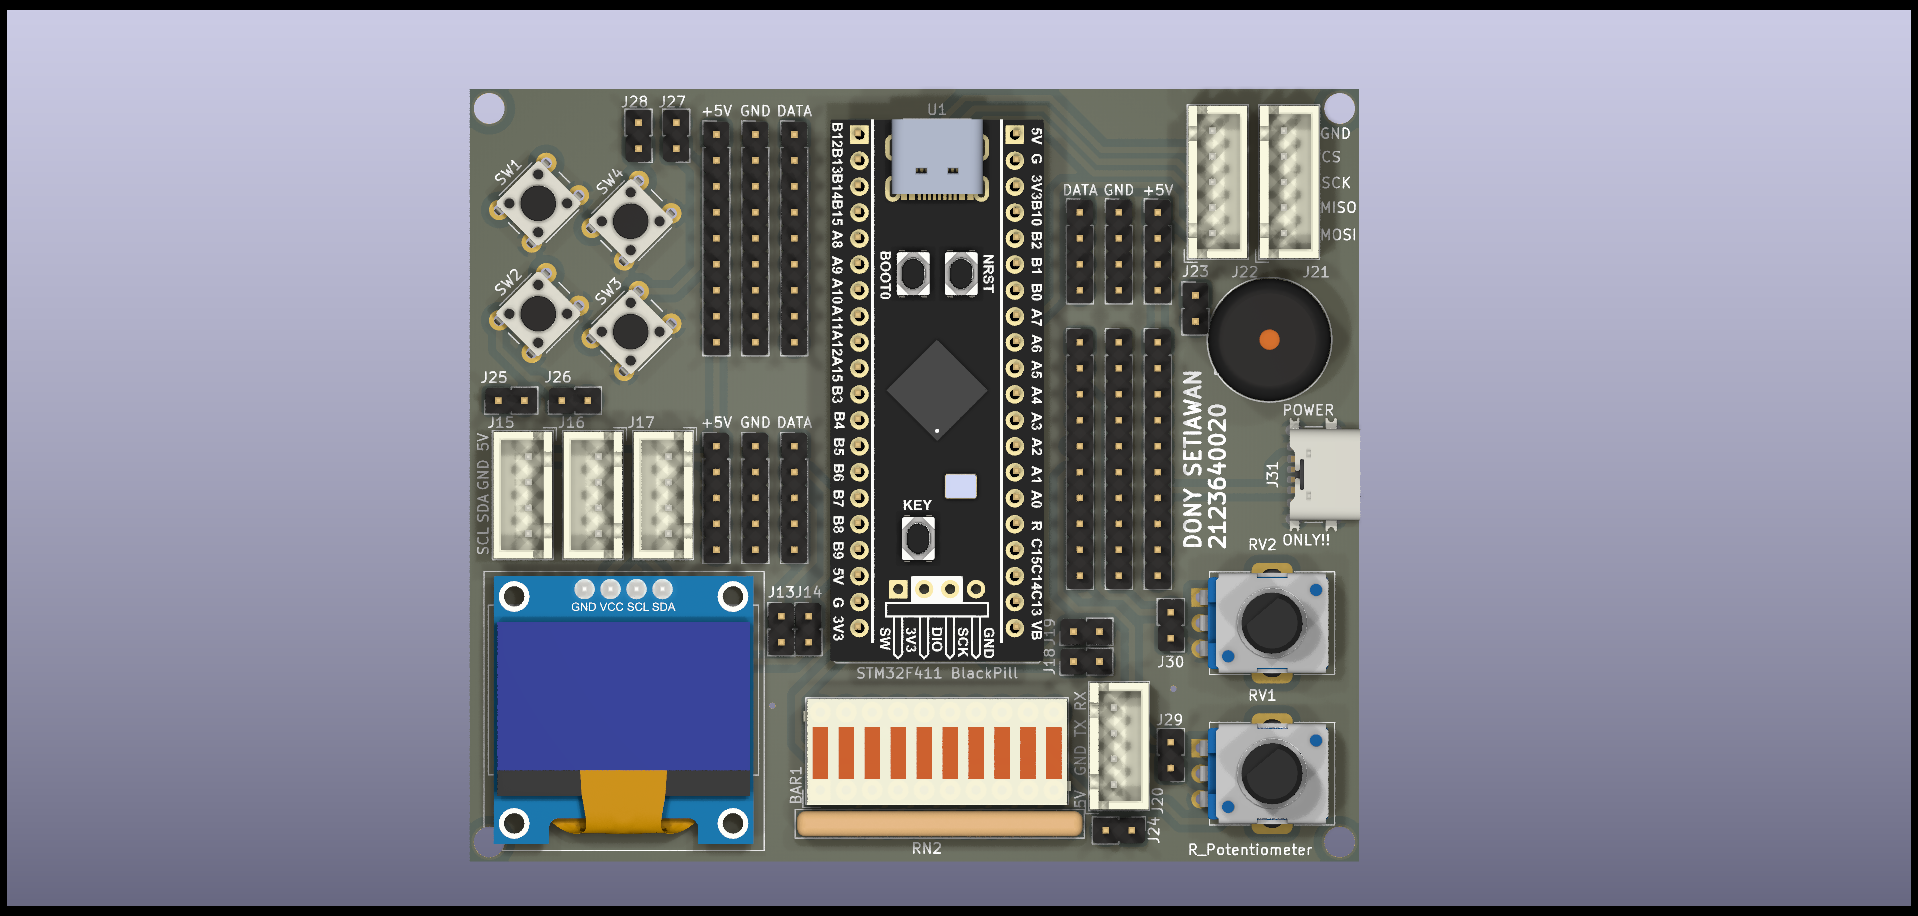 J28 J27
+5V GND DATA
U1
SW1
SW4
SW2
SW3
J25 J26
J15 J16 J17
+5V GND DATA
SCL SDA GND 5V
GND VCC SCL SDA
J13 J14
B12
B13
B14
B15
A8
A9
A10
A11
A12
A15
B3
B4
B5
B6
B7
B8
B9
5V
G
3V3
BOOT0
NRST
KEY
SW
3V3
DIO
SCK
GND
5V
G
3V3
B10
B2
B1
B0
A7
A6
A5
A4
A3
A2
A1
A0
R
C15
C14
C13
VB
STM32F411 BlackPill
DATA GND +5V
GND
CS
SCK
MISO
MOSI
J23 J22 J21
DONY SETIAWAN
2123640020
POWER
J31
ONLY!!
RV2
J18 J19
J30
RV1
J29
5V GND TX RX
J20
J24
BAR1
RN2
R_Potentiometer